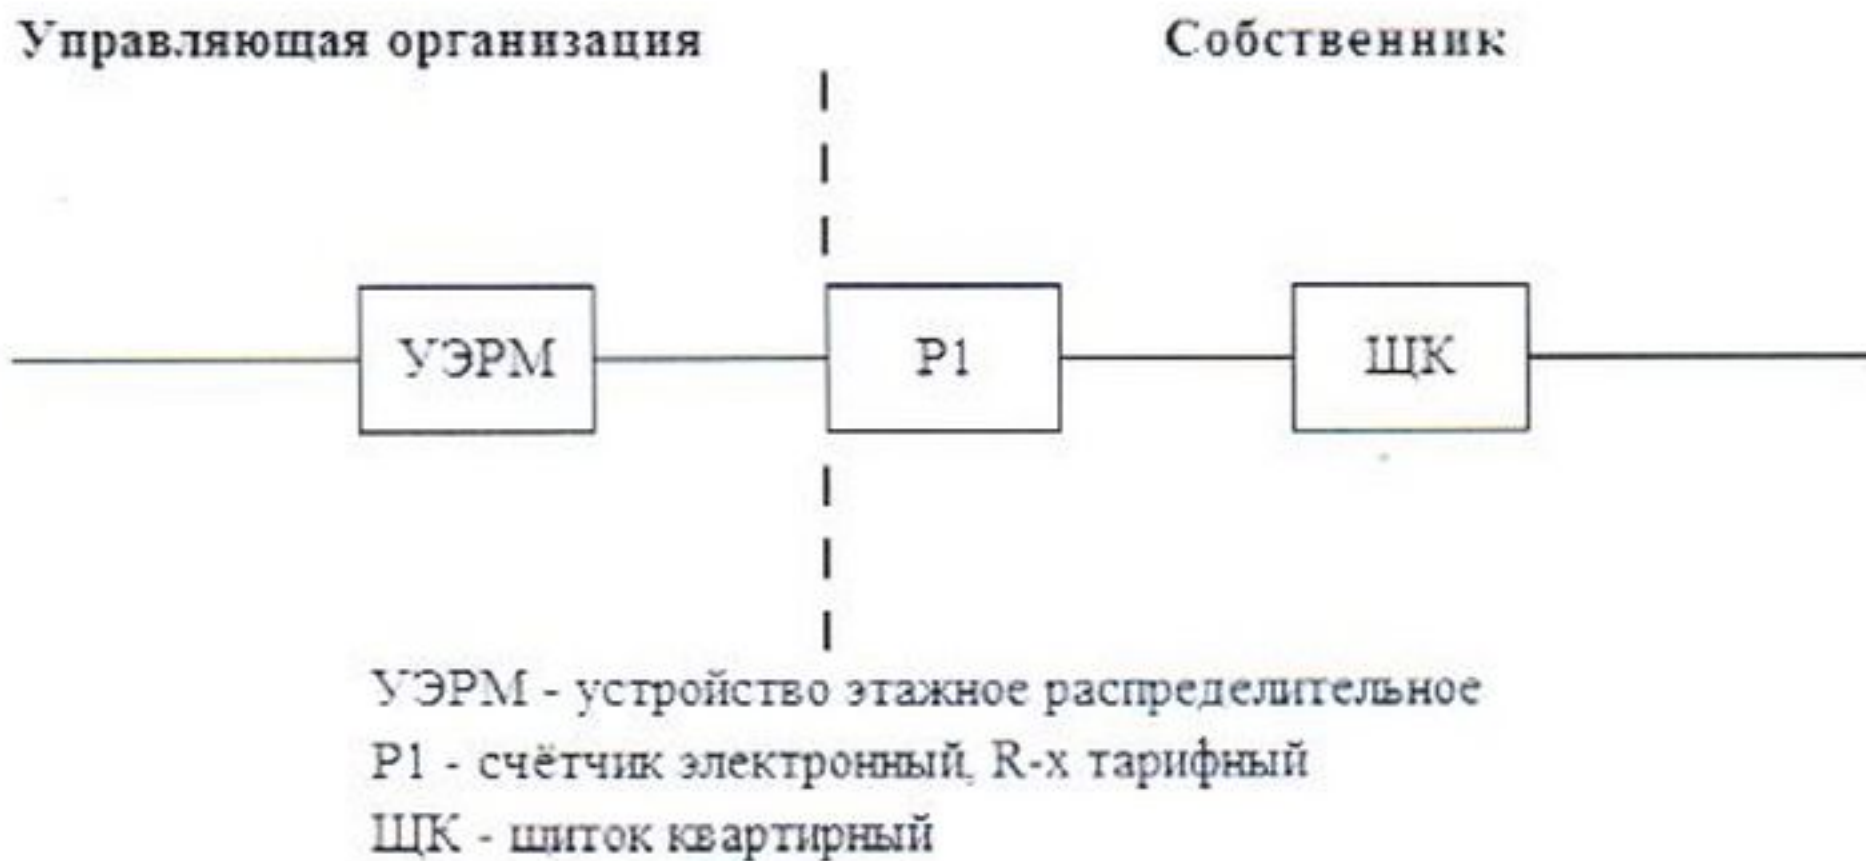 Управляющая организация
Собственник
УЭРМ
Р1
ЩК
УЭРМ - устройство этажное распределительное
Р1 - счётчик электронный, R-х тарифный
ЩК - щиток квартирный